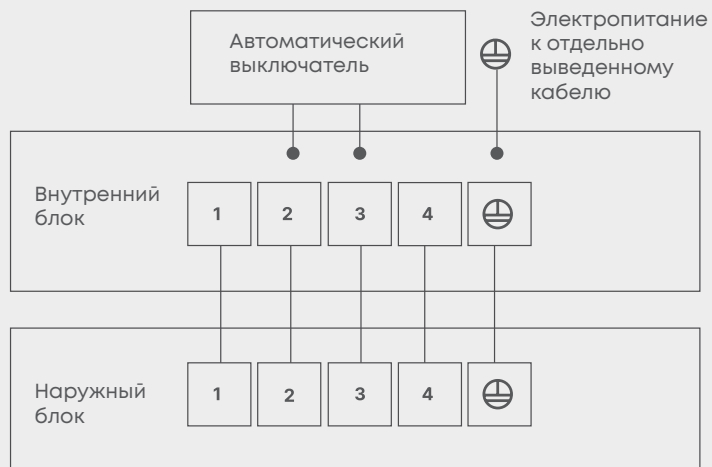 Автоматический
выключатель
Электропитание
к отдельно
выведенному
кабелю
Внутренний
блок
1 2 3 4
Наружный
блок
1 2 3 4